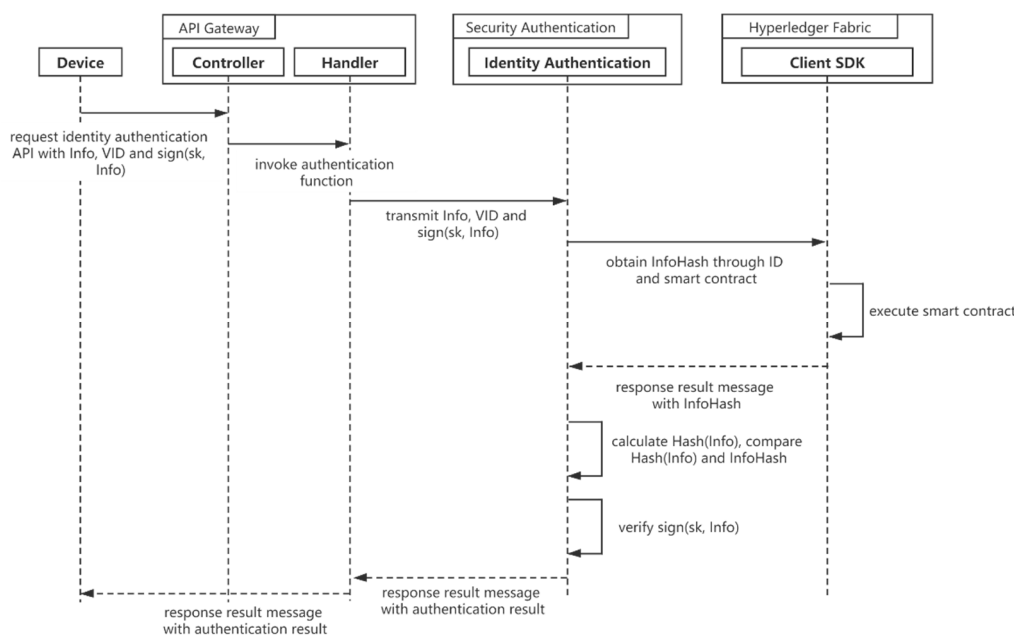 API Gateway
Security Authentication
Hyperledger Fabric
Device
Controller
Handler
Identity Authentication
Client SDK
request identity authentication
API with Info, VID and sign(sk,
Info)
invoke authentication
function
transmit Info, VID and
sign(sk, Info)
obtain InfoHash through ID
and smart contract
execute smart contract
response result message
with InfoHash
calculate Hash(Info), compare
Hash(Info) and InfoHash
verify sign(sk, Info)
response result message
with authentication result
response result message
with authentication result